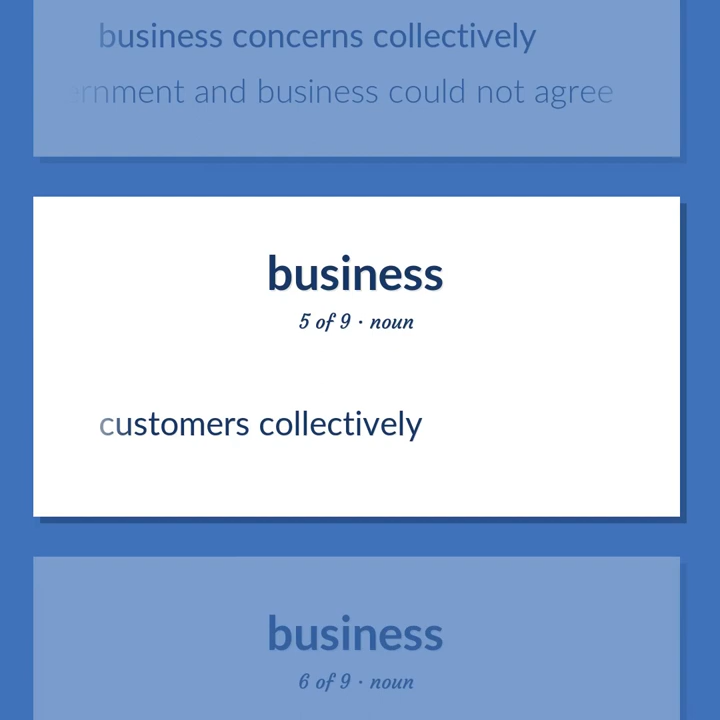 business concerns collectively
and business could not agree
business
5 of 9 · noun
customers collectively
business
6 of 9 · noun